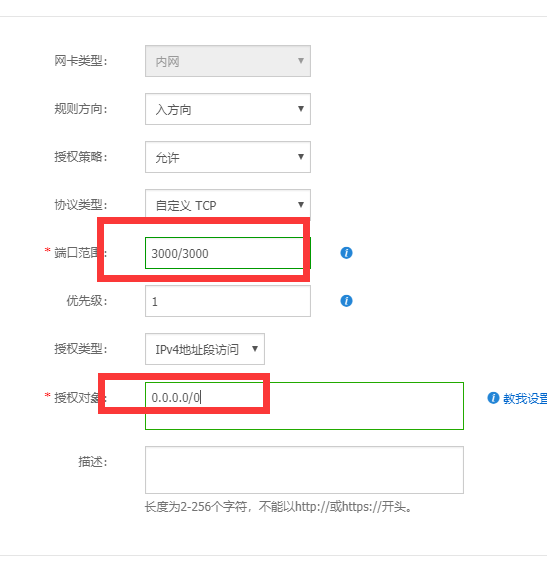 网卡类型： 内网
规则方向： 入方向
授权策略： 允许
协议类型： 自定义 TCP
* 端口范围： 3000/3000
优先级： 1
授权类型： IPv4地址段访问
* 授权对象： 0.0.0.0/0 教我设置
描述：
长度为2-256个字符，不能以http://或https://开头。